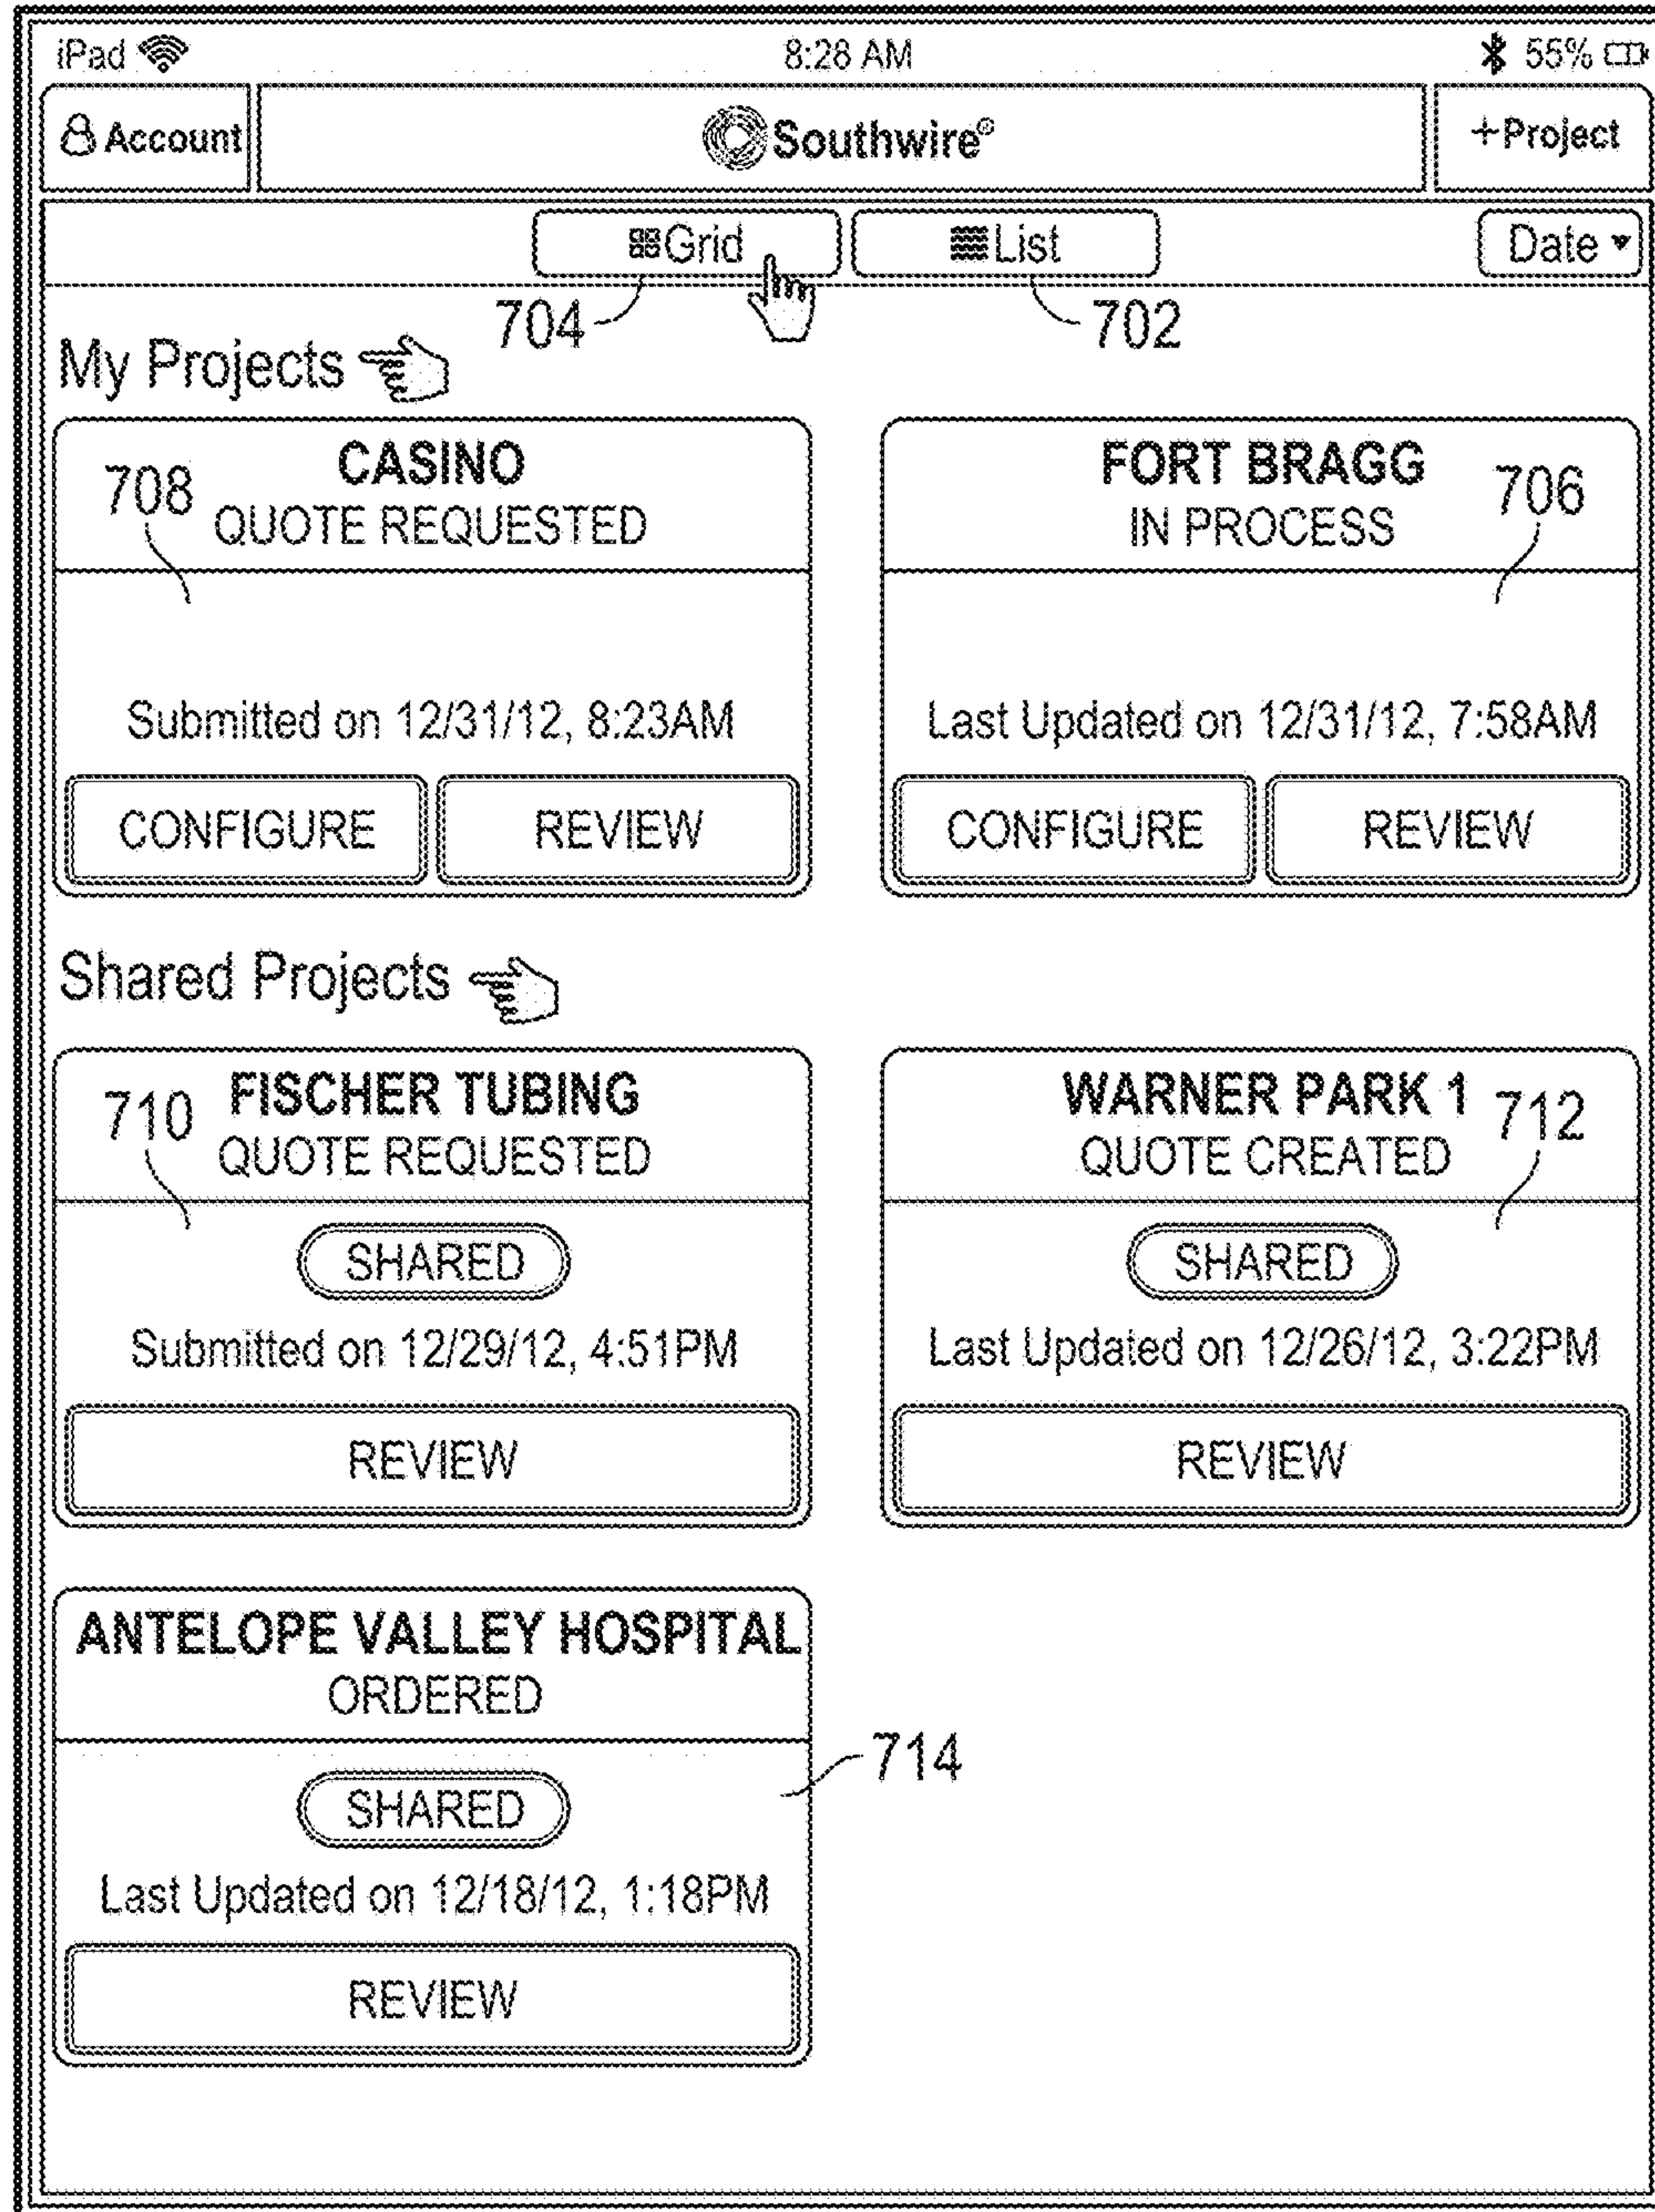 iPad 8:28 AM 55%
Account Southwire® +Project
Grid List Date
704 702
My Projects
CASINO
708
QUOTE REQUESTED
Submitted on 12/31/12, 8:23AM
CONFIGURE REVIEW
FORT BRAGG
706
IN PROCESS
Last Updated on 12/31/12, 7:58AM
CONFIGURE REVIEW
Shared Projects
FISCHER TUBING
710
QUOTE REQUESTED
SHARED
Submitted on 12/29/12, 4:51PM
REVIEW
WARNER PARK 1
712
QUOTE CREATED
SHARED
Last Updated on 12/26/12, 3:22PM
REVIEW
ANTELOPE VALLEY HOSPITAL
ORDERED
714
SHARED
Last Updated on 12/18/12, 1:18PM
REVIEW